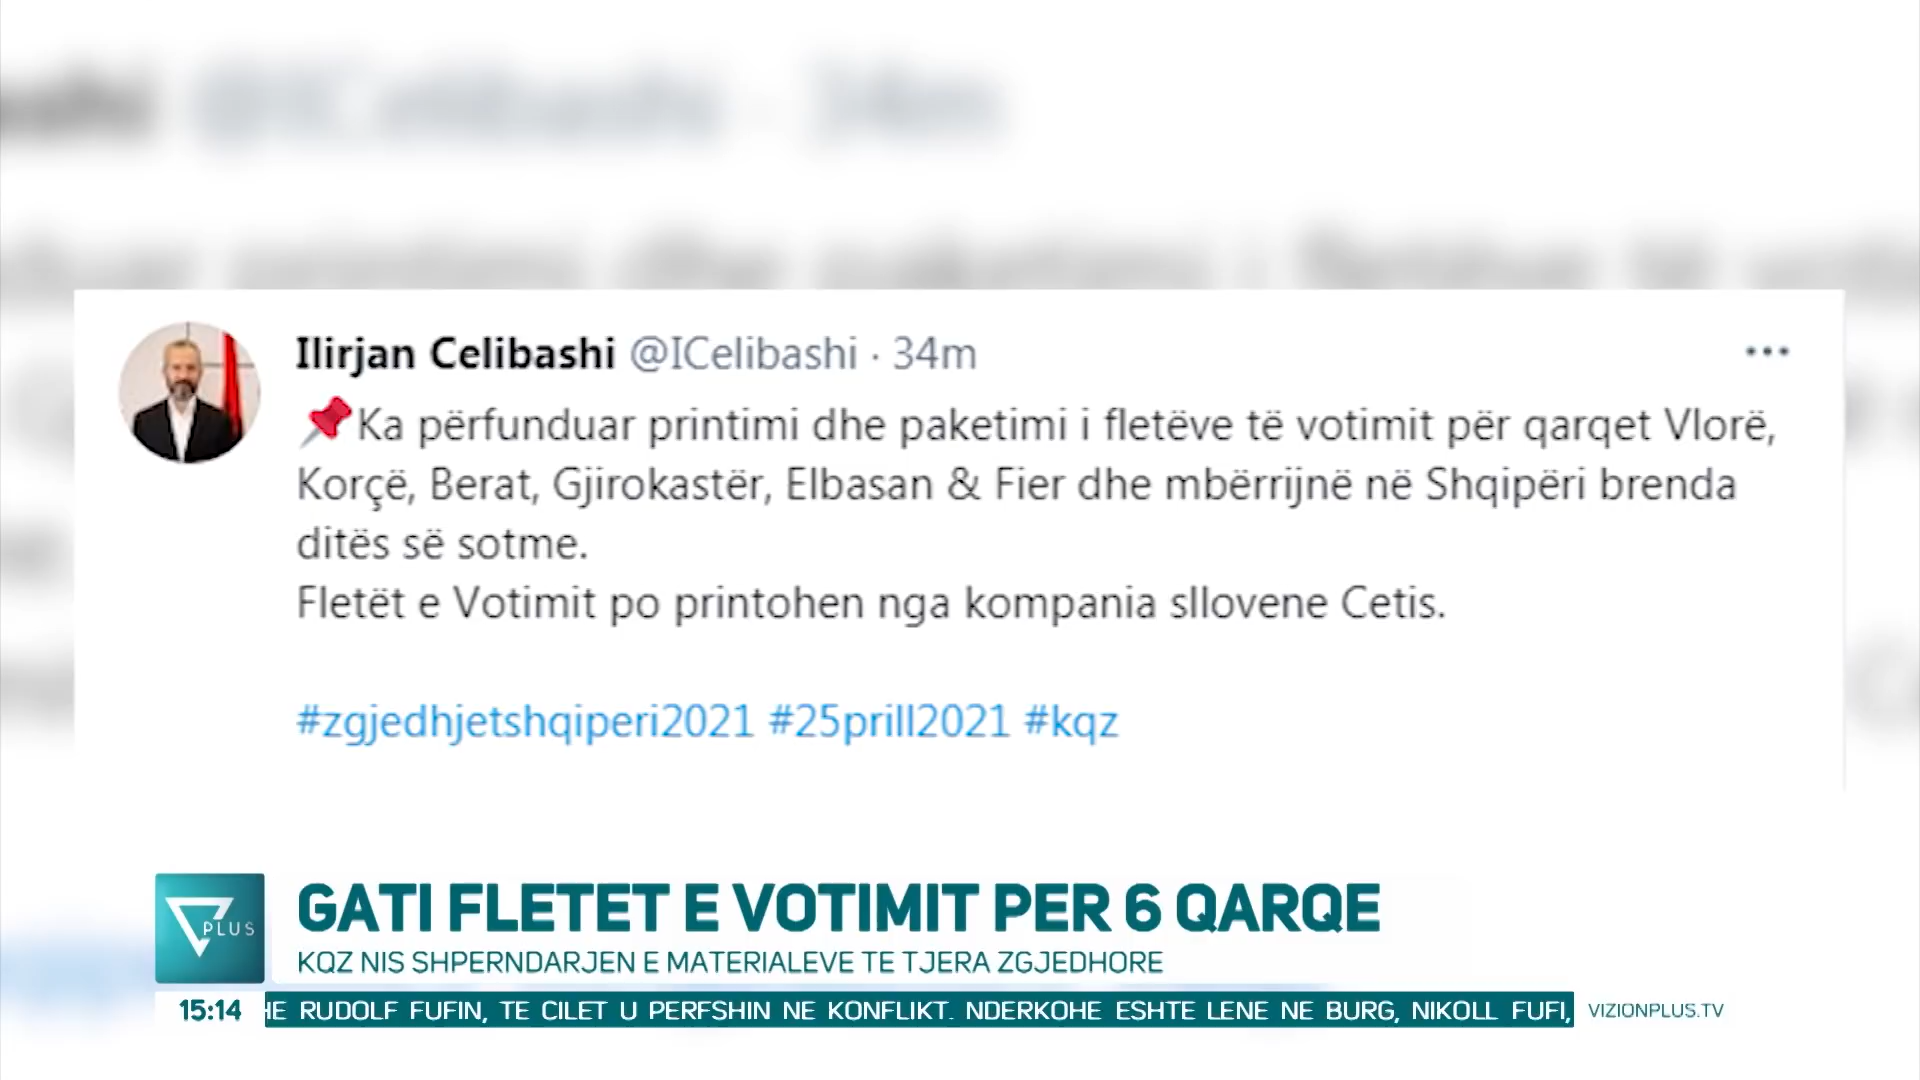 Ilirjan Celibashi @ICelibashi · 34m
📌Ka përfunduar printimi dhe paketimi i fletëve të votimit për qarqet Vlorë,
Korçë, Berat, Gjirokastër, Elbasan & Fier dhe mbërrijnë në Shqipëri brenda
ditës së sotme.
Fletët e Votimit po printohen nga kompania sllovene Cetis.
#zgjedhjetshqiperi2021 #25prill2021 #kqz
PLUS
GATI FLETET E VOTIMIT PER 6 QARQE
KQZ NIS SHPERNDARJEN E MATERIALEVE TE TJERA ZGJEDHORE
15:14 HE RUDOLF FUFIN, TE CILET U PERFSHIN NE KONFLIKT. NDERKOHE ESHTE LENE NE BURG, NIKOLL FUFI, VIZIONPLUS.TV